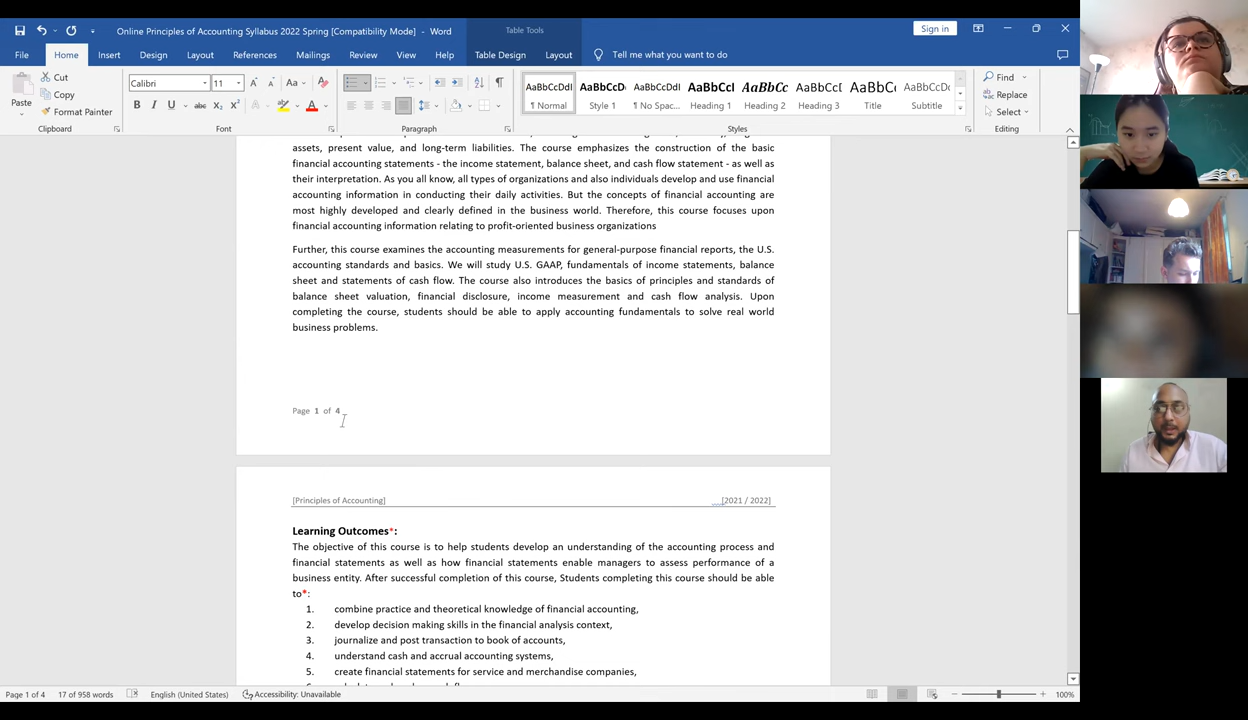 Online Principles of Accounting Syllabus 2022 Spring [Compatibility Mode] - Word
Table Tools
Sign in
File Home Insert Design Layout References Mailings Review View Help Table Design Layout Tell me what you want to do
Paste
Cut
Copy
Format Painter
Clipboard
Calibri 11
Font
Paragraph
AaBbCcDdI AaBbCcD AaBbCcDdI AaBbCcI AaBbCc AaBbCcI AaBbC AaBbCcD
¶ Normal Style 1 ¶ No Spac... Heading 1 Heading 2 Heading 3 Title Subtitle
Styles
Find
Replace
Select
Editing
assets, present value, and long-term liabilities. The course emphasizes the construction of the basic
financial accounting statements - the income statement, balance sheet, and cash flow statement - as well as
their interpretation. As you all know, all types of organizations and also individuals develop and use financial
accounting information in conducting their daily activities. But the concepts of financial accounting are
most highly developed and clearly defined in the business world. Therefore, this course focuses upon
financial accounting information relating to profit-oriented business organizations
Further, this course examines the accounting measurements for general-purpose financial reports, the U.S.
accounting standards and basics. We will study U.S. GAAP, fundamentals of income statements, balance
sheet and statements of cash flow. The course also introduces the basics of principles and standards of
balance sheet valuation, financial disclosure, income measurement and cash flow analysis. Upon
completing the course, students should be able to apply accounting fundamentals to solve real world
business problems.
Page 1 of 4
[Principles of Accounting] [2021 / 2022]
Learning Outcomes*:
The objective of this course is to help students develop an understanding of the accounting process and
financial statements as well as how financial statements enable managers to assess performance of a
business entity. After successful completion of this course, Students completing this course should be able
to*:
1. combine practice and theoretical knowledge of financial accounting,
2. develop decision making skills in the financial analysis context,
3. journalize and post transaction to book of accounts,
4. understand cash and accrual accounting systems,
5. create financial statements for service and merchandise companies,
Page 1 of 4 17 of 958 words English (United States) Accessibility: Unavailable 100%